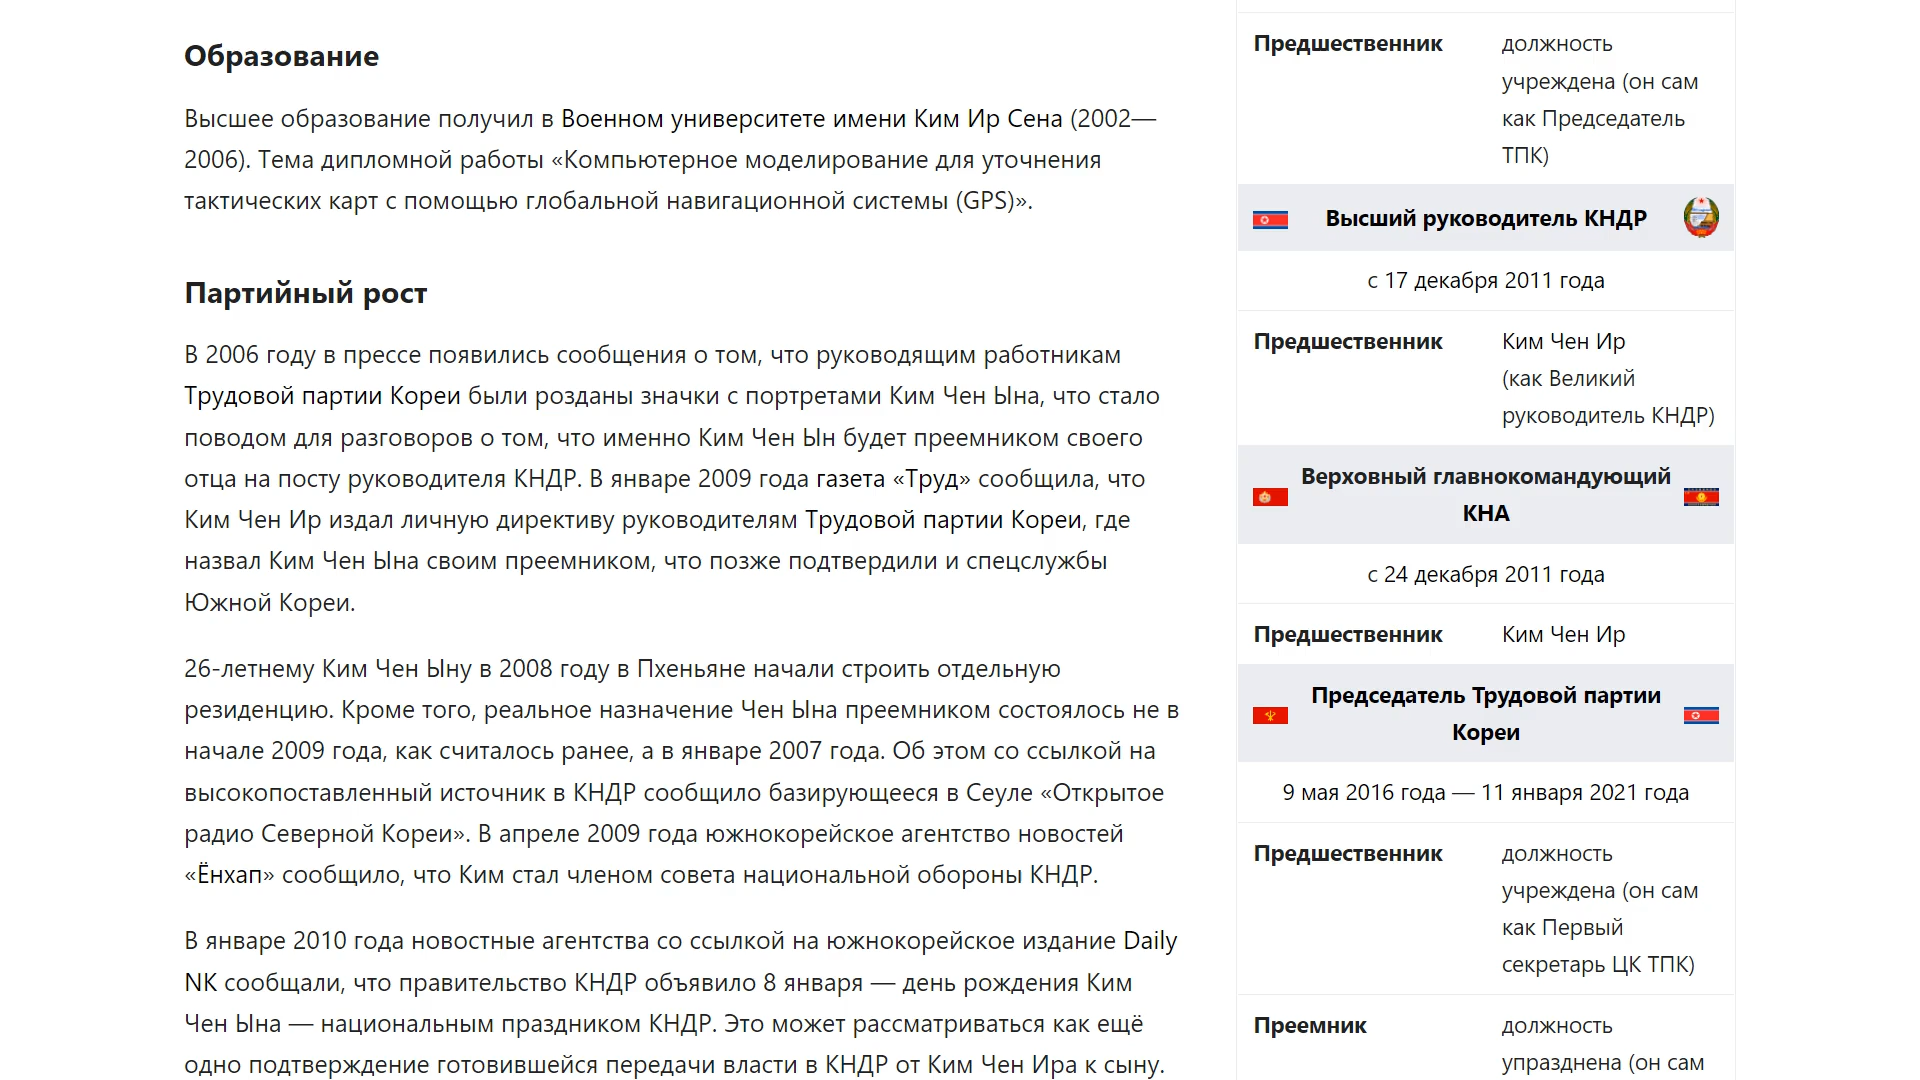 Образование
Высшее образование получил в Военном университете имени Ким Ир Сена (2002—
2006). Тема дипломной работы «Компьютерное моделирование для уточнения
тактических карт с помощью глобальной навигационной системы (GPS)».
Партийный рост
В 2006 году в прессе появились сообщения о том, что руководящим работникам
Трудовой партии Кореи были розданы значки с портретами Ким Чен Ына, что стало
поводом для разговоров о том, что именно Ким Чен Ын будет преемником своего
отца на посту руководителя КНДР. В январе 2009 года газета «Труд» сообщила, что
Ким Чен Ир издал личную директиву руководителям Трудовой партии Кореи, где
назвал Ким Чен Ына своим преемником, что позже подтвердили и спецслужбы
Южной Кореи.
26-летнему Ким Чен Ыну в 2008 году в Пхеньяне начали строить отдельную
резиденцию. Кроме того, реальное назначение Чен Ына преемником состоялось не в
начале 2009 года, как считалось ранее, а в январе 2007 года. Об этом со ссылкой на
высокопоставленный источник в КНДР сообщило базирующееся в Сеуле «Открытое
радио Северной Кореи». В апреле 2009 года южнокорейское агентство новостей
«Ёнхап» сообщило, что Ким стал членом совета национальной обороны КНДР.
В январе 2010 года новостные агентства со ссылкой на южнокорейское издание Daily
NK сообщали, что правительство КНДР объявило 8 января — день рождения Ким
Чен Ына — национальным праздником КНДР. Это может рассматриваться как ещё
одно подтверждение готовившейся передачи власти в КНДР от Ким Чен Ира к сыну.
Предшественник должность
учреждена (он сам
как Председатель
ТПК)
Высший руководитель КНДР
с 17 декабря 2011 года
Предшественник Ким Чен Ир
(как Великий
руководитель КНДР)
Верховный главнокомандующий
КНА
с 24 декабря 2011 года
Предшественник Ким Чен Ир
Председатель Трудовой партии
Кореи
9 мая 2016 года — 11 января 2021 года
Предшественник должность
учреждена (он сам
как Первый
секретарь ЦК ТПК)
Преемник должность
упразднена (он сам